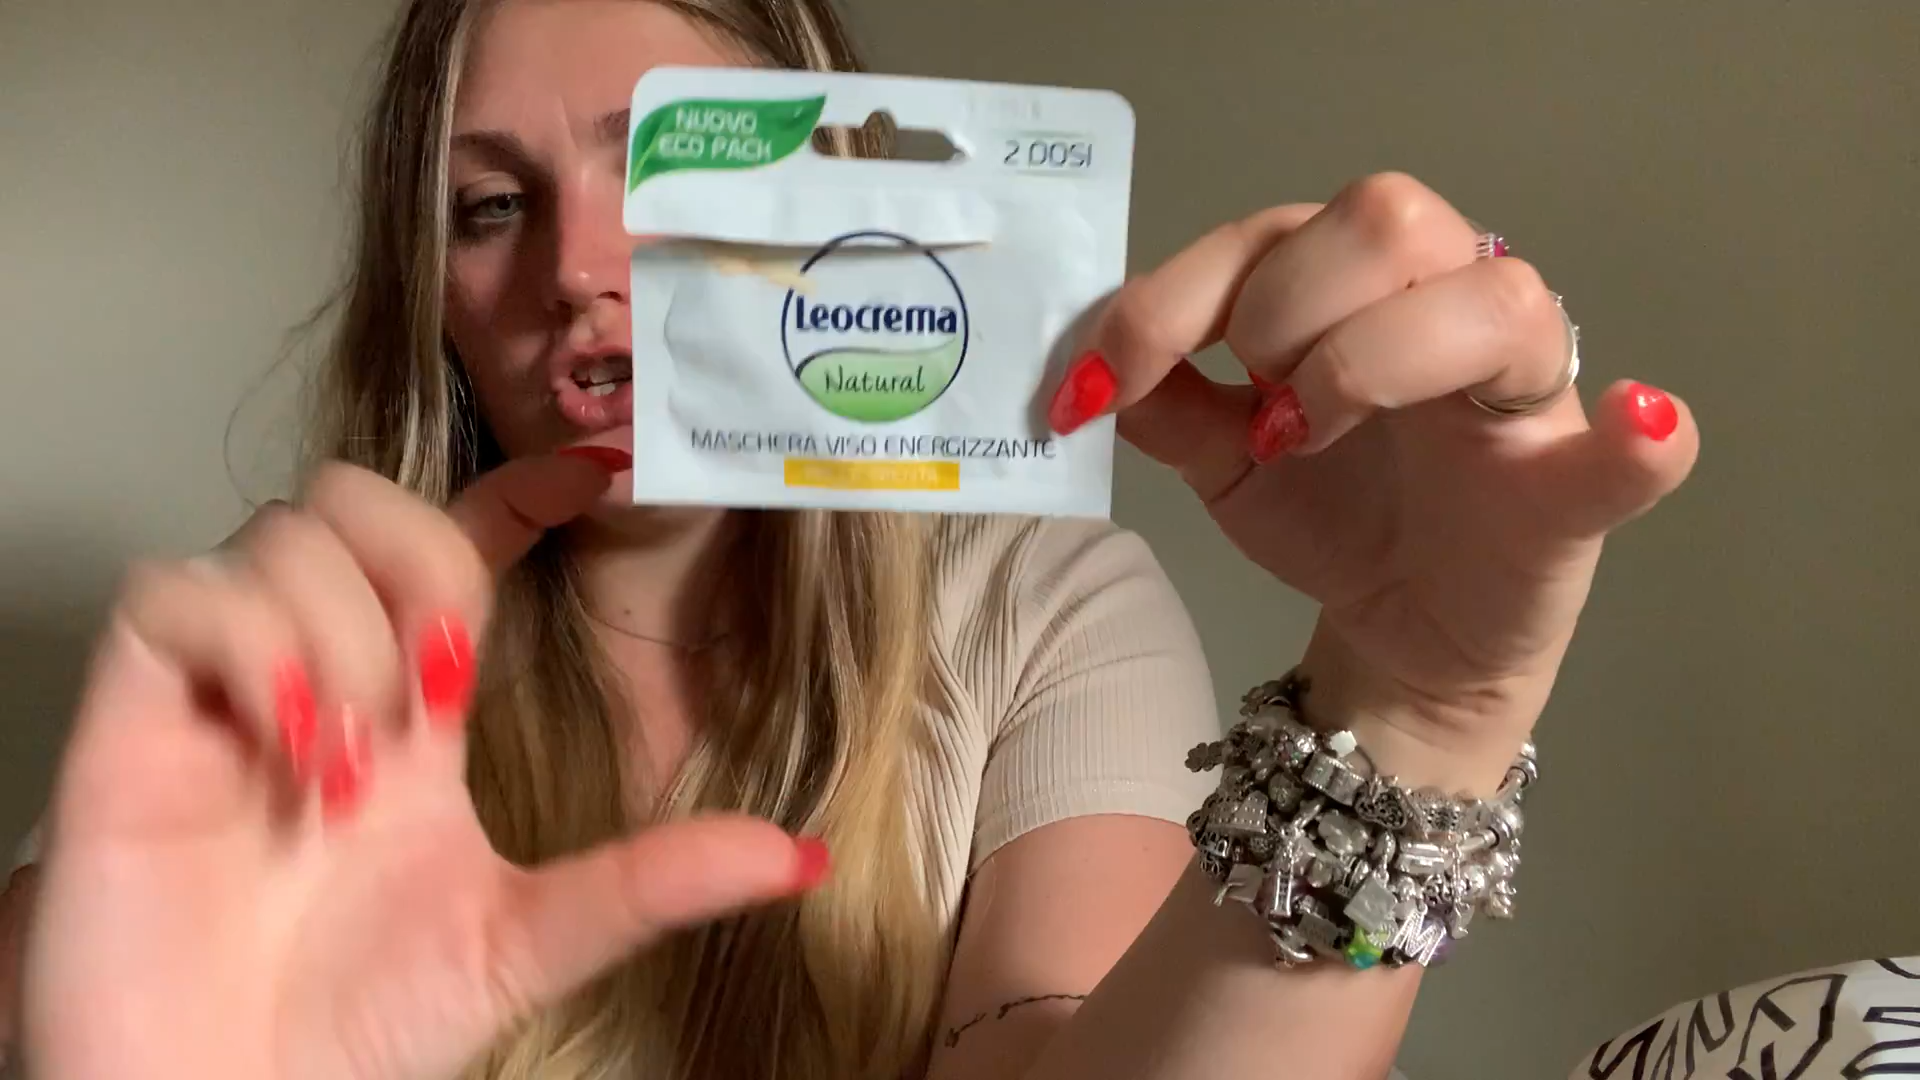 NUOVO
ECO PACK
2 DOSI
Leocrema
Natural
MASCHERA VISO ENERGIZZANTE